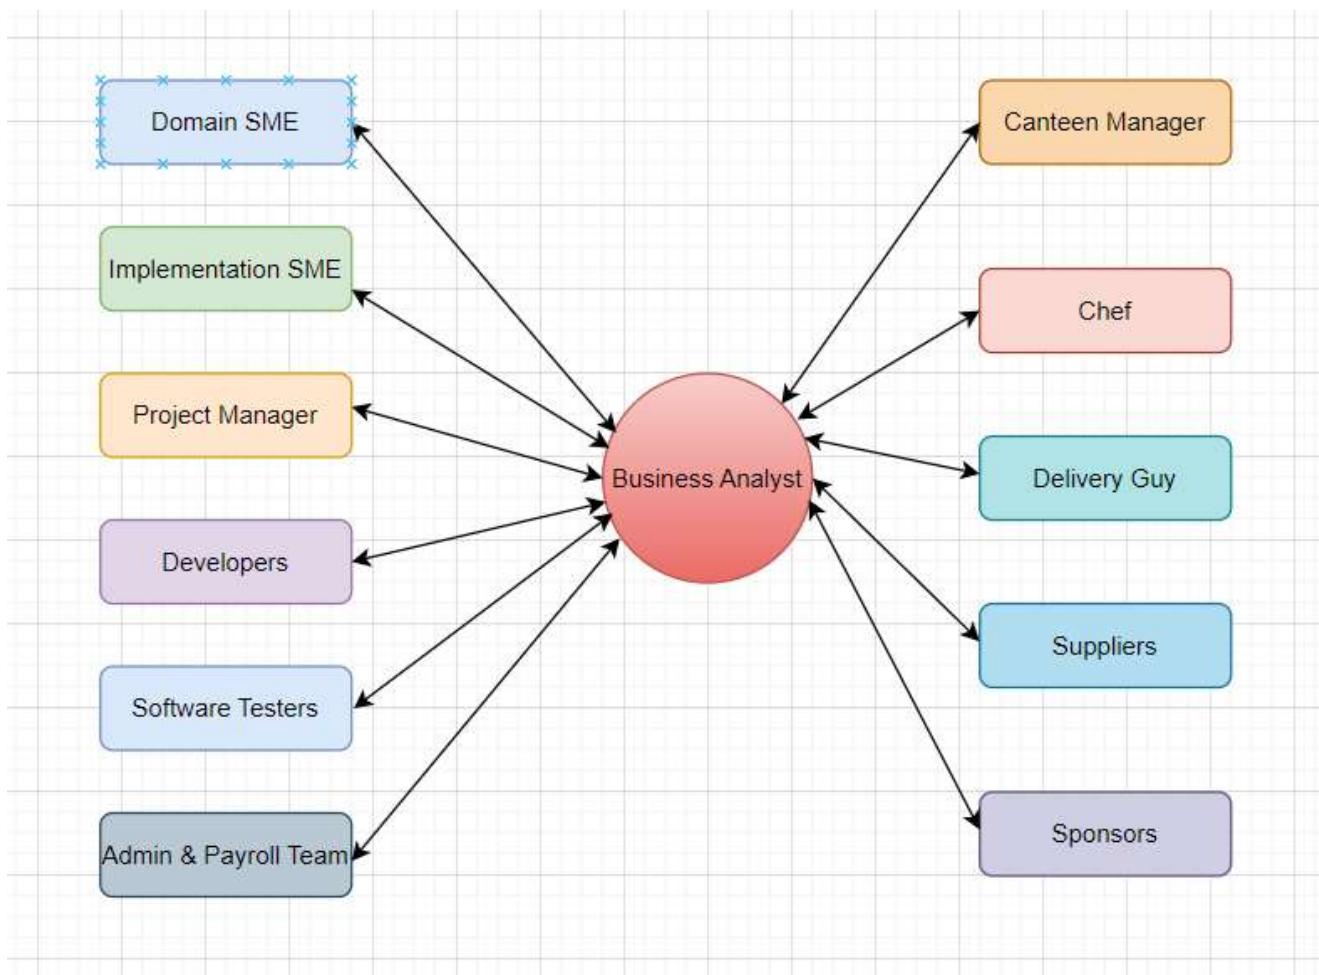 Domain SME
Implementation SME
Project Manager
Developers
Software Testers
Admin & Payroll Team
Business Analyst
Canteen Manager
Chef
Delivery Guy
Suppliers
Sponsors